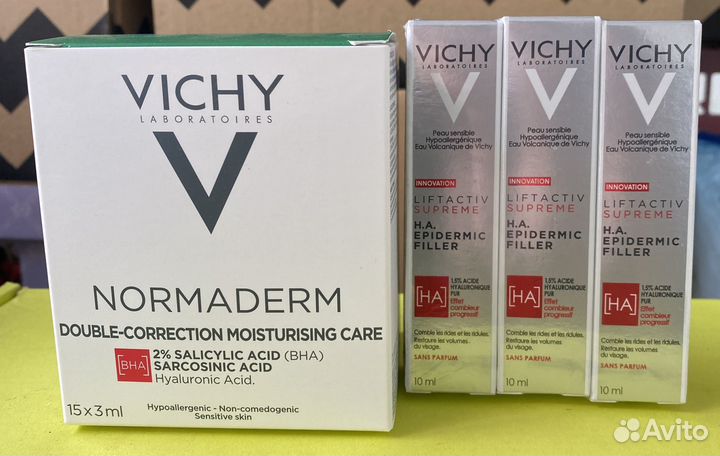 VICHY
LABORATOIRES
NORMADERM
DOUBLE-CORRECTION MOISTURISING CARE
[BHA]
2% SALICYLIC ACID (BHA)
SARCOSINIC ACID
Hyaluronic Acid.
15 x 3 ml
Hypoallergenic - Non-comedogenic
Sensitive skin
VICHY
LABORATOIRES
Peau sensible
Hypoallergénique
Eau Volcanique de Vichy
INNOVATION
LIFTACTIV
SUPREME
H.A.
EPIDERMIC
FILLER
[HA]
1,5% ACIDE
HYALURONIQUE
PUR
Effet
combleur
progressif
Comble les rides et les ridules.
Restaure les volumes
du visage.
SANS PARFUM
10 ml
VICHY
LABORATOIRES
Peau sensible
Hypoallergénique
Eau Volcanique de Vichy
INNOVATION
LIFTACTIV
SUPREME
H.A.
EPIDERMIC
FILLER
[HA]
1,5% ACIDE
HYALURONIQUE
PUR
Effet
combleur
progressif
Comble les rides et les ridules.
Restaure les volumes
du visage.
SANS PARFUM
10 ml
VICHY
LABORATOIRES
Peau sensible
Hypoallergénique
Eau Volcanique de Vichy
INNOVATION
LIFTACTIV
SUPREME
H.A.
EPIDERMIC
FILLER
[HA]
1,5% ACIDE
HYALURONIQUE
PUR
Effet
combleur
progressif
Comble les rides et les ridules.
Restaure les volumes
du visage.
SANS PARFUM
10 ml
Avito